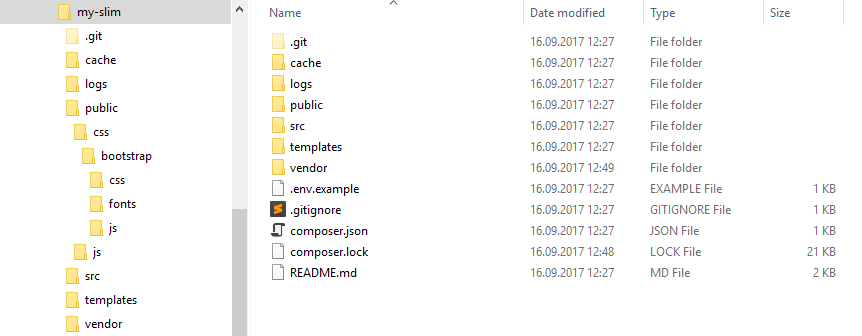 my-slim
.git
cache
logs
public
css
bootstrap
css
fonts
js
js
src
templates
vendor
Name Date modified Type Size
.git 16.09.2017 12:27 File folder
cache 16.09.2017 12:27 File folder
logs 16.09.2017 12:27 File folder
public 16.09.2017 12:27 File folder
src 16.09.2017 12:27 File folder
templates 16.09.2017 12:27 File folder
vendor 16.09.2017 12:49 File folder
.env.example 16.09.2017 12:27 EXAMPLE File 1 KB
.gitignore 16.09.2017 12:27 GITIGNORE File 1 KB
composer.json 16.09.2017 12:27 JSON File 1 KB
composer.lock 16.09.2017 12:48 LOCK File 21 KB
README.md 16.09.2017 12:27 MD File 2 KB